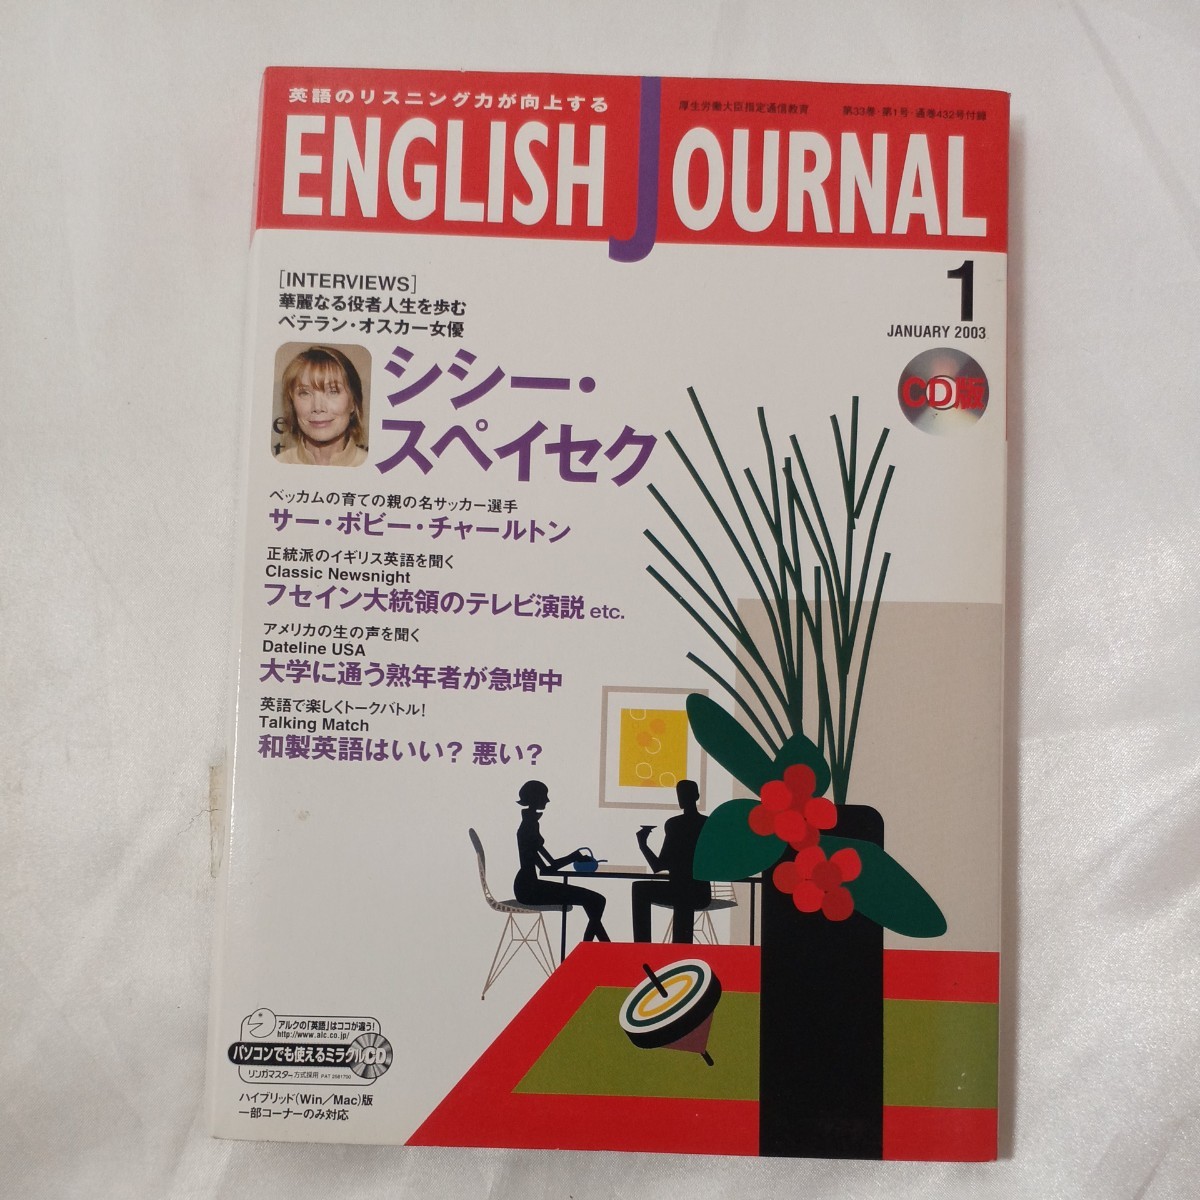 英語のリスニング力が向上する
厚生労働大臣指定通信教育 第33巻・第1号・通巻432号付録
ENGLISH JOURNAL
1
JANUARY 2003
CD版
[INTERVIEWS]
華麗なる役者人生を歩む
ベテラン・オスカー女優
シシー・
スペイセク
ベッカムの育ての親の名サッカー選手
サー・ボビー・チャールトン
正統派のイギリス英語を聞く
Classic Newsnight
フセイン大統領のテレビ演説 etc.
アメリカの生の声を聞く
Dateline USA
大学に通う熟年者が急増中
英語で楽しくトークバトル!
Talking Match
和製英語はいい? 悪い?
アルクの「英語」はココが違う!
http://www.alc.co.jp/
パソコンでも使えるミラクルCD
リンガマスター方式採用 PAT 2581700
ハイブリッド(Win/Mac)版
一部コーナーのみ対応